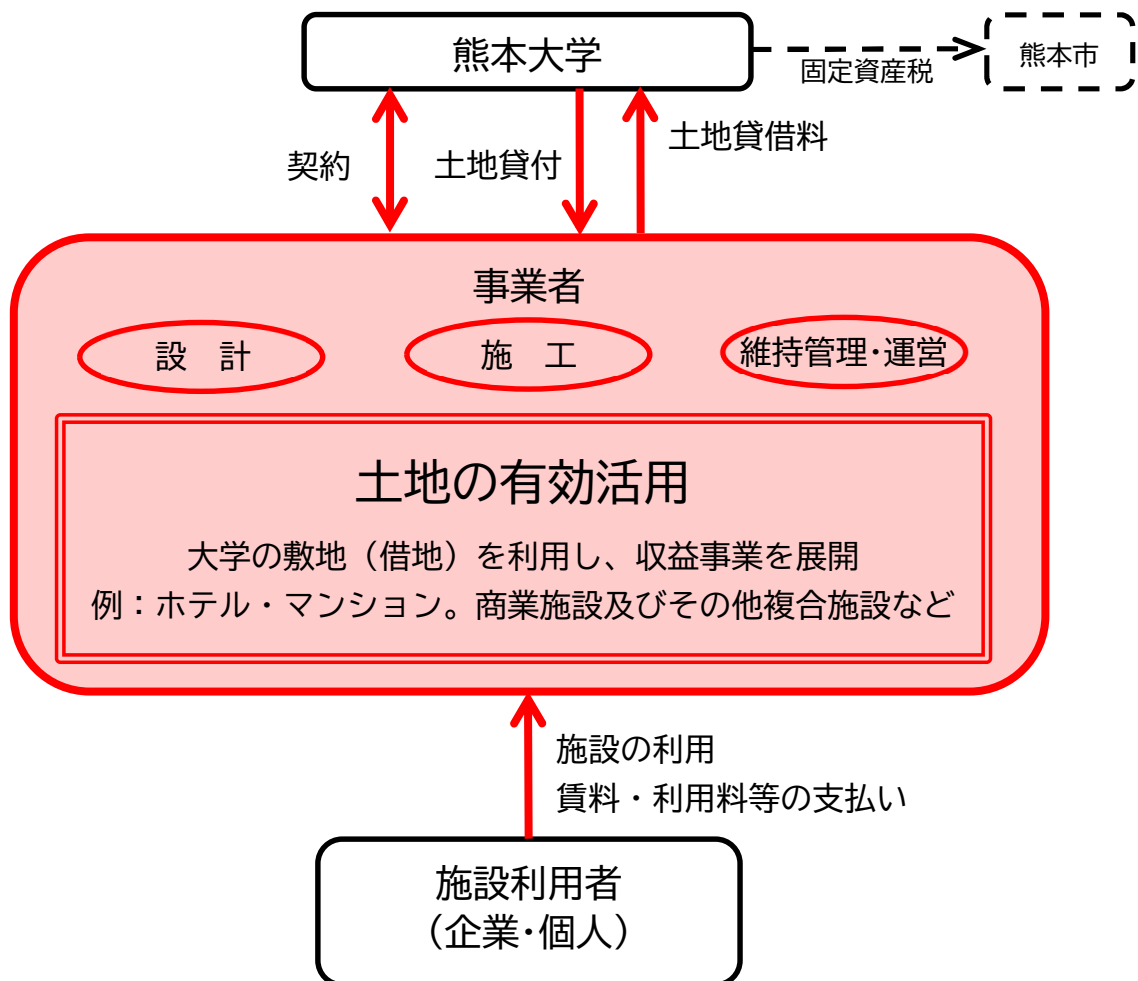 熊本大学
固定資産税
熊本市
契約
土地貸付
土地貸借料
事業者
設　計
施　工
維持管理･運営
土地の有効活用
大学の敷地（借地）を利用し、収益事業を展開
例：ホテル・マンション。商業施設及びその他複合施設など
施設の利用
賃料・利用料等の支払い
施設利用者
（企業･個人）